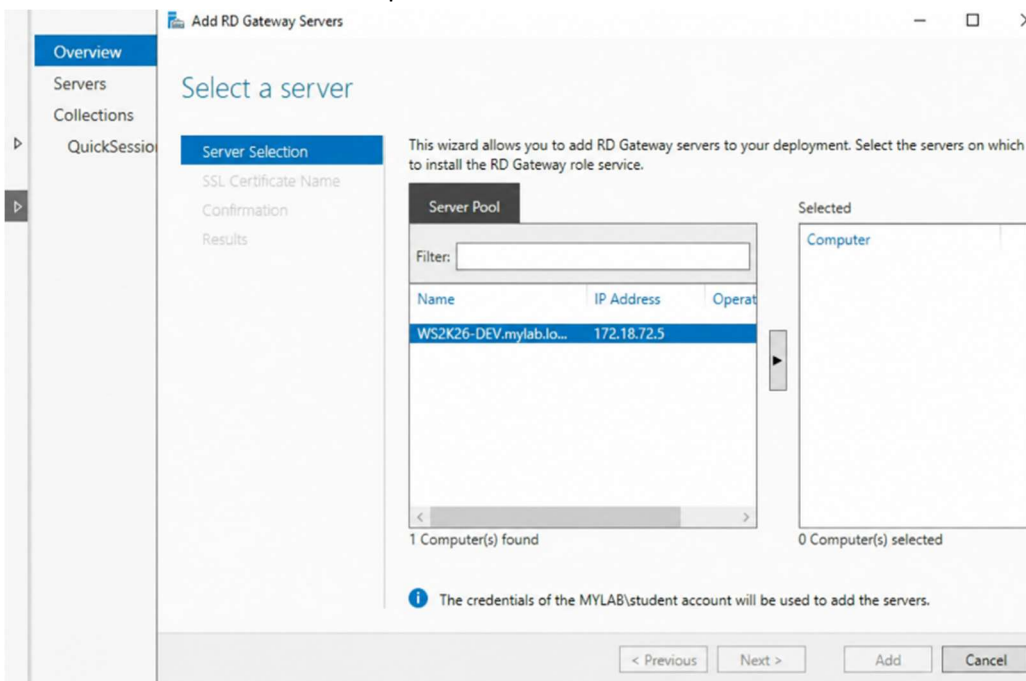 Add RD Gateway Servers
Overview
Servers
Collections
QuickSessio
Select a server
Server Selection
SSL Certificate Name
Confirmation
Results
This wizard allows you to add RD Gateway servers to your deployment. Select the servers on which
to install the RD Gateway role service.
Server Pool
Filter:
Name IP Address Operat
WS2K26-DEV.mylab.lo... 172.18.72.5
1 Computer(s) found
Selected
Computer
0 Computer(s) selected
The credentials of the MYLAB\student account will be used to add the servers.
< Previous Next > Add Cancel